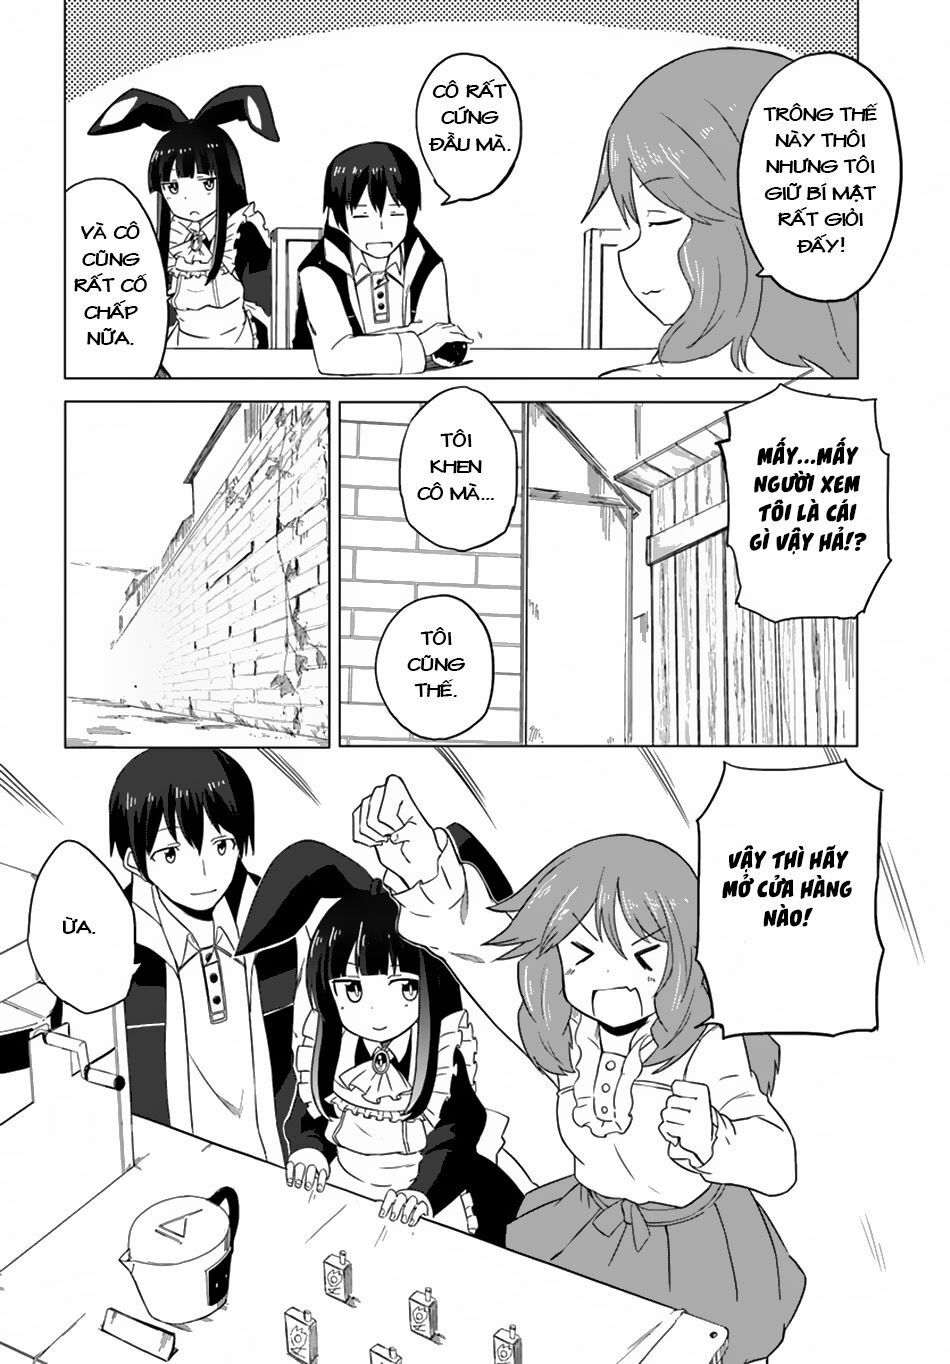 TRÔNG THẾ
NÀY THÔI
NHƯNG TÔI
GIỮ BÍ MẬT
RẤT GIỎI
ĐẤY!
CÔ RẤT
CỨNG
ĐẦU MÀ.
VÀ CÔ
CŨNG
RẤT CỐ
CHẤP
NỮA.
MẤY...MẤY
NGƯỜI XEM
TÔI LÀ CÁI
GÌ VẬY HẢ!?
TÔI
KHEN
CÔ MÀ...
TÔI
CŨNG
THẾ.
VẬY THÌ HÃY
MỞ CỬA HÀNG
NÀO!
ỪA.